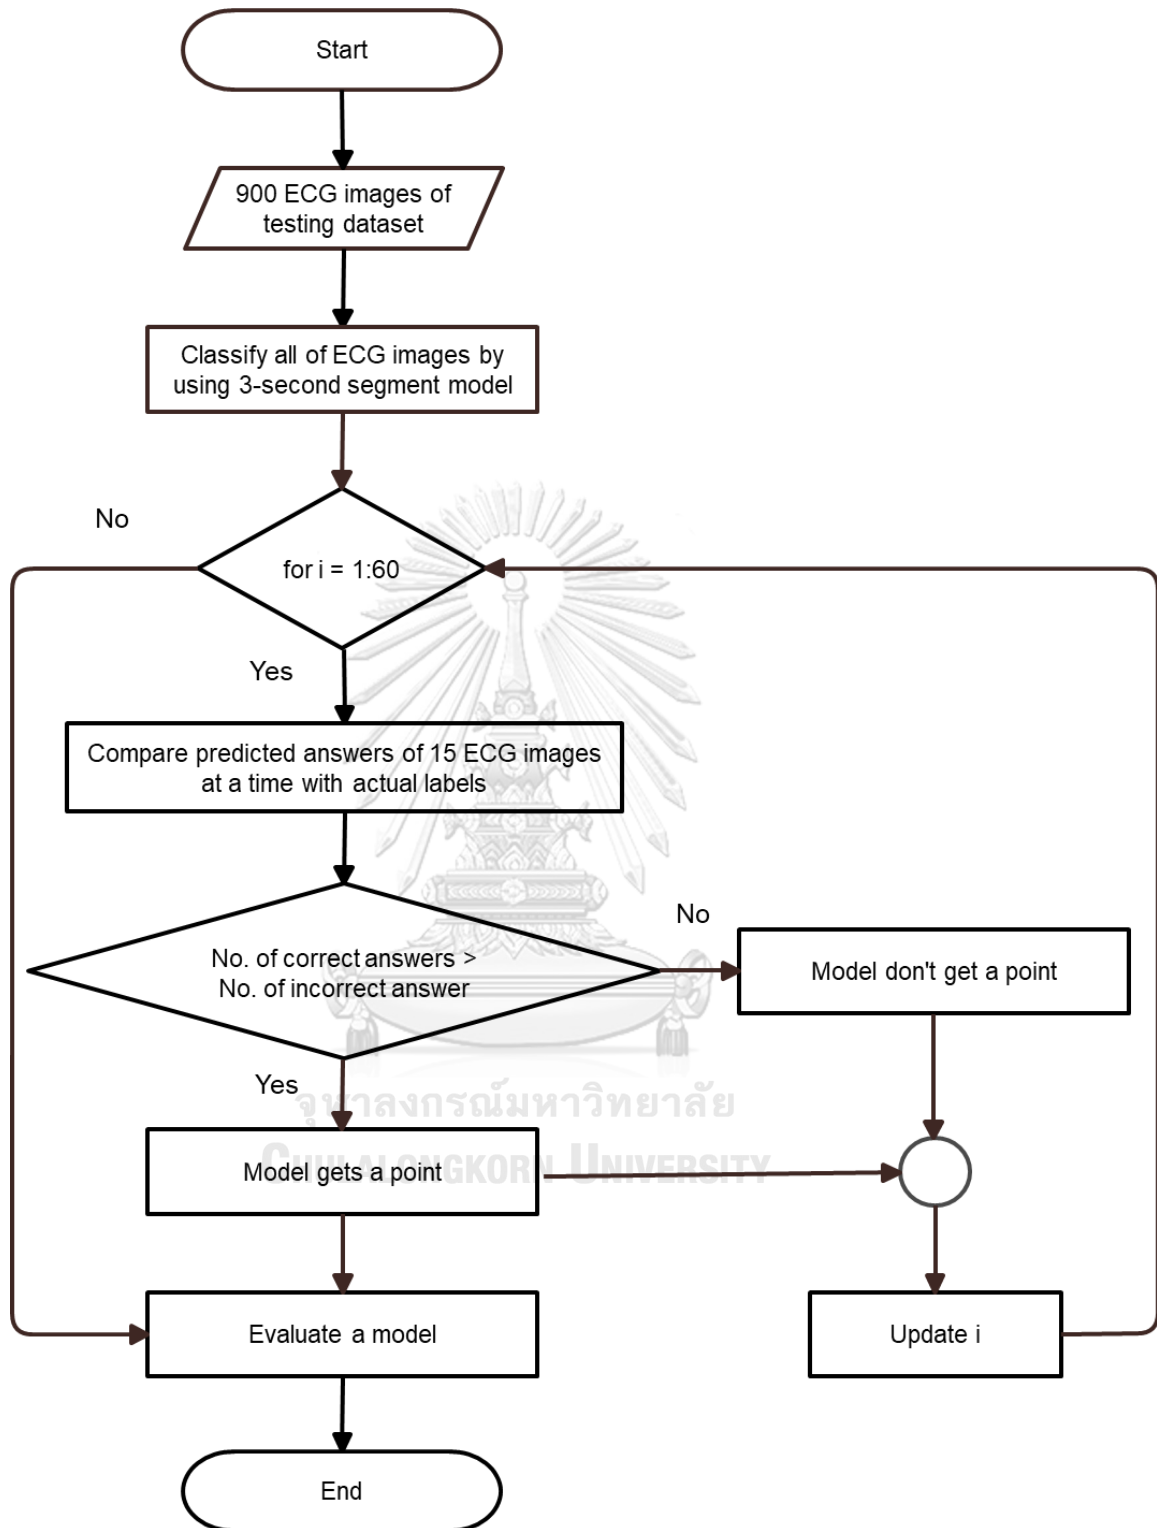 Start
900 ECG images of
testing dataset
Classify all of ECG images by
using 3-second segment model
No
for i = 1:60
Yes
Compare predicted answers of 15 ECG images
at a time with actual labels
No
No. of correct answers >
No. of incorrect answer
Model don't get a point
Yes
จุฬาลงกรณ์มหาวิทยาลัย
Model gets a point
CHULALONGKORN UNIVERSITY
Evaluate a model
Update i
End